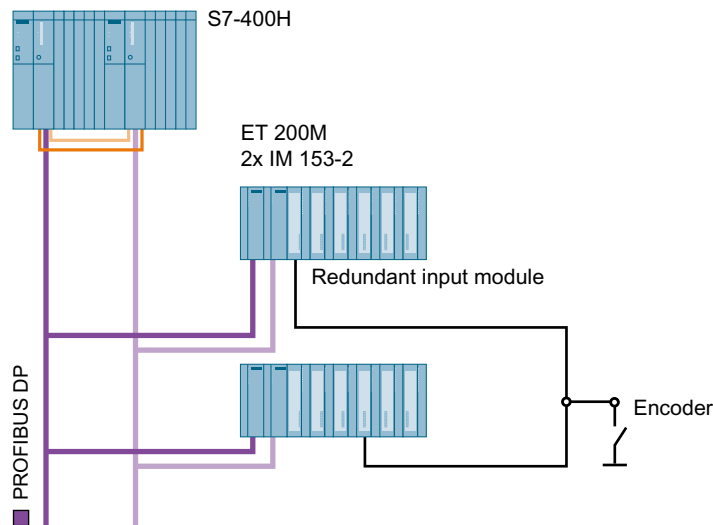 S7-400H
ET 200M
2x IM 153-2
Redundant input module
Encoder
PROFIBUS DP